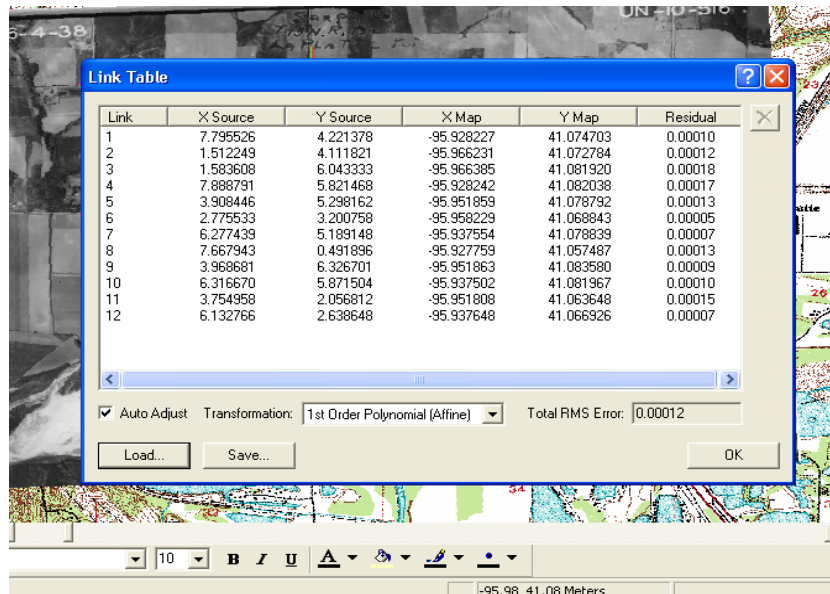 5-4-38
UN-10-516
Link Table
Link X Source Y Source X Map Y Map Residual
1 7.795526 4.221378 -95.928227 41.074703 0.00010
2 1.512249 4.111821 -95.966231 41.072784 0.00012
3 1.583608 6.043333 -95.966385 41.081920 0.00018
4 7.888791 5.821468 -95.928242 41.082038 0.00017
5 3.908446 5.298162 -95.951859 41.078792 0.00013
6 2.775533 3.200758 -95.958229 41.068843 0.00005
7 6.277439 5.189148 -95.937554 41.078839 0.00007
8 7.667943 0.491896 -95.927759 41.057487 0.00013
9 3.968681 6.326701 -95.951863 41.083580 0.00009
10 6.316670 5.871504 -95.937502 41.081967 0.00010
11 3.754958 2.056812 -95.951808 41.063648 0.00015
12 6.132766 2.638648 -95.937648 41.066926 0.00007
Auto Adjust Transformation: 1st Order Polynomial (Affine) Total RMS Error: 0.00012
Load... Save... OK
23
26
34
10 B I U A
-95.98 41.08 Meters